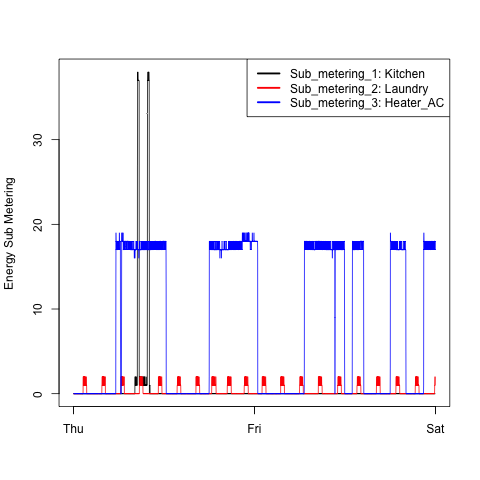 Sub_metering_1: Kitchen
Sub_metering_2: Laundry
Sub_metering_3: Heater_AC
Energy Sub Metering
30
20
10
0
Thu Fri Sat